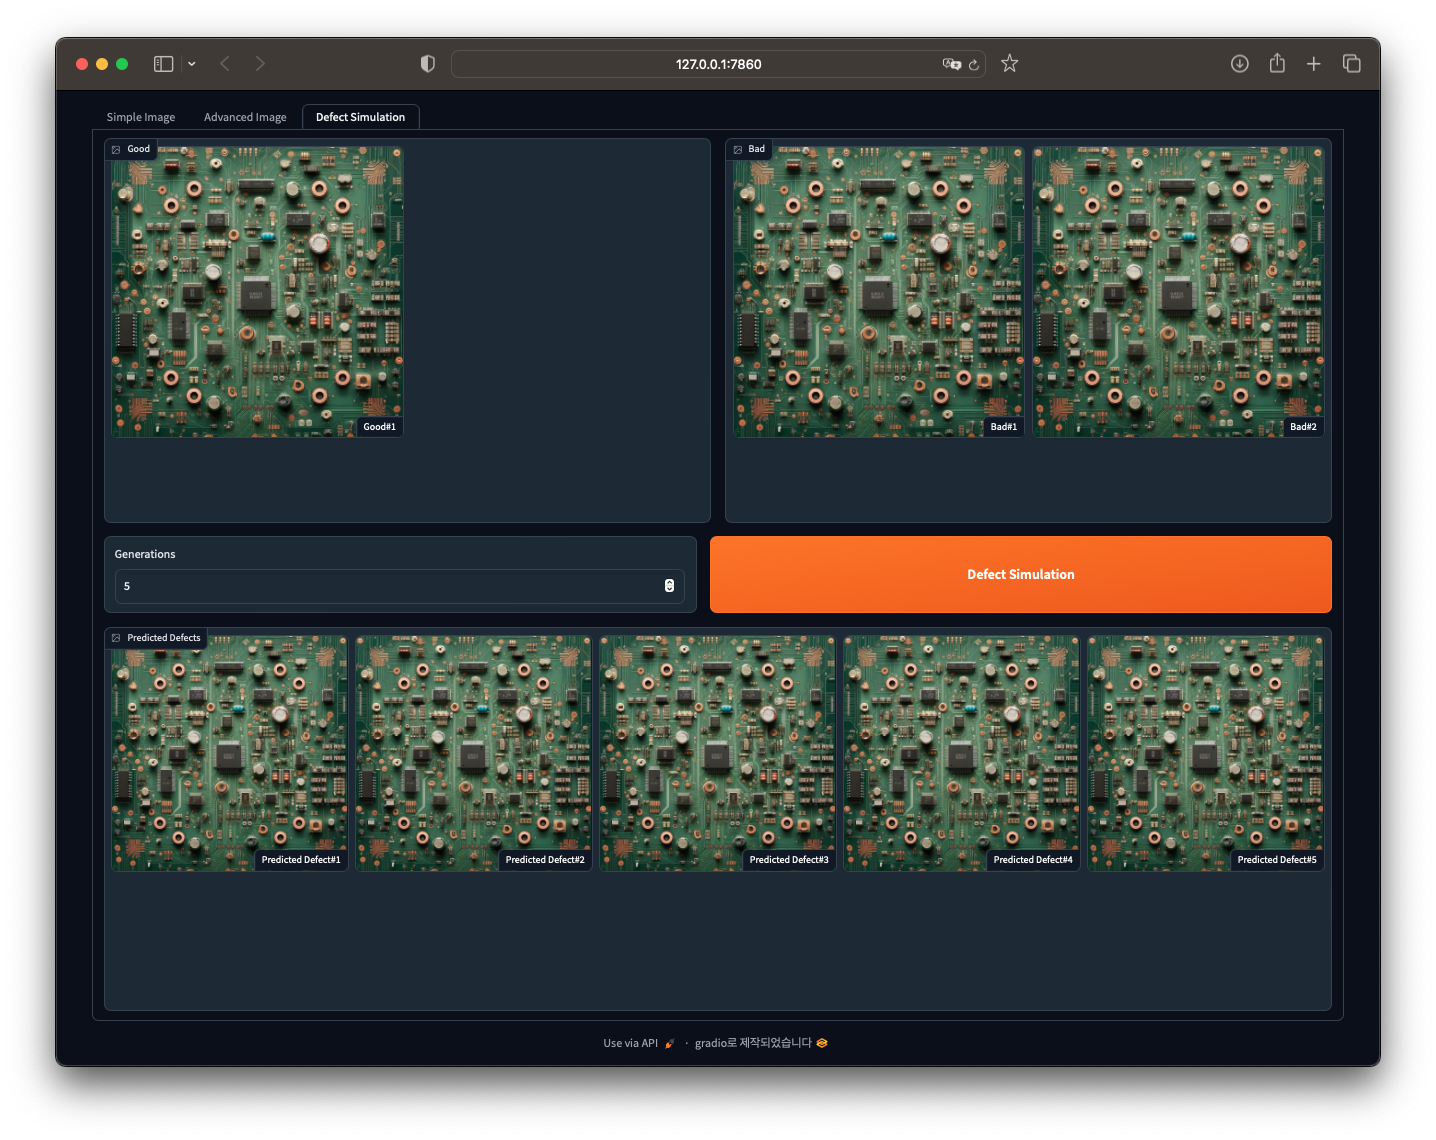 127.0.0.1:7860
Simple Image
Advanced Image
Defect Simulation
Good
Good#1
Bad
Bad#1
Bad#2
Generations
5
Defect Simulation
Predicted Defects
Predicted Defect#1
Predicted Defect#2
Predicted Defect#3
Predicted Defect#4
Predicted Defect#5
Use via API · gradio로 제작되었습니다